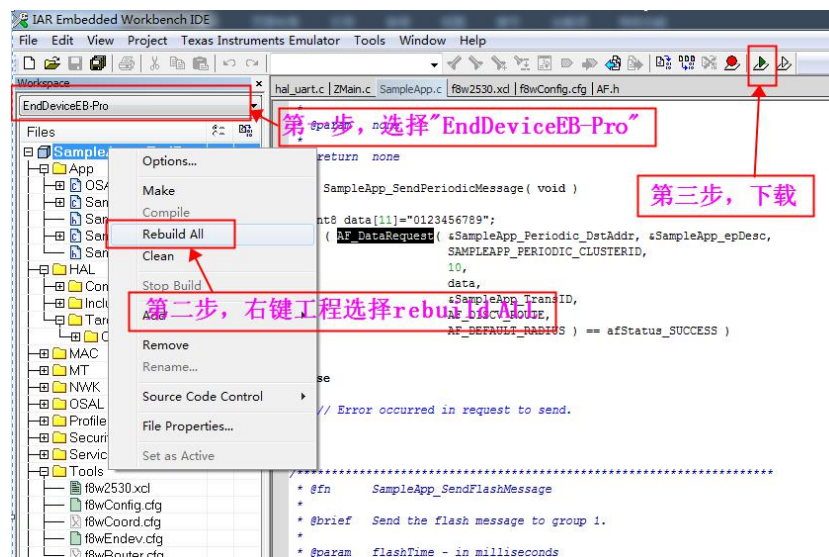 IAR Embedded Workbench IDE
File Edit View Project Texas Instruments Emulator Tools Window Help
Workspace
hal_uart.c | ZMain.c | SampleApp.c | f8w2530.xcl | f8wConfig.cfg | AF.h
EndDeviceEB-Pro
第一步，选择"EndDeviceEB-Pro"
Files
* @param none
return none
第三步，下载
App
Options...
Make
SampleApp_SendPeriodicMessage( void )
Compile
data[11]="0123456789";
Rebuild All
( AF_DataRequest( &SampleApp_Periodic_DstAddr, &SampleApp_epDesc,
Clean
SAMPLEAPP_PERIODIC_CLUSTERID,
HAL
10,
Stop Build
data,
第二步，右键工程选择rebuild ALL
&SampleApp_TransID,
Add
AF_DISCV_ROUTE,
AF_DEFAULT_RADIUS ) == afStatus_SUCCESS )
Remove
MAC
Rename...
MT
NWK
Source Code Control
OSAL
// Error occurred in request to send.
Profile
File Properties...
Securi
Servic
Set as Active
Tools
f8w2530.xcl
* @fn SampleApp_SendFlashMessage
f8wConfig.cfg
*
f8wCoord.cfg
* @brief Send the flash message to group 1.
f8wEndev.cfg
*
f8wRouter.cfg
* @param flashTime - in milliseconds